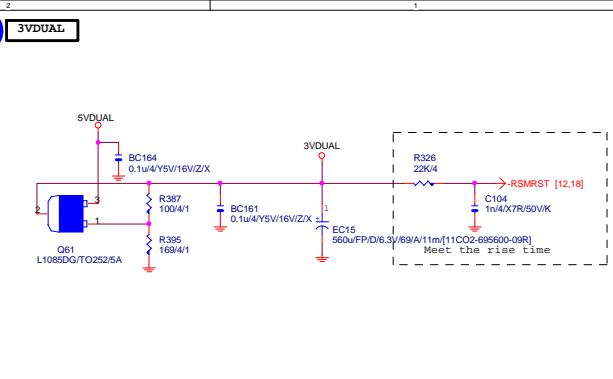 2
1
3VDUAL
5VDUAL
BC164
0.1u/4/Y5V/16V/Z/X
3VDUAL
R326
22K/4
-RSMRST [12,18]
C104
1n/4/X7R/50V/K
2
3
1
R387
100/4/1
BC161
0.1u/4/Y5V/16V/Z/X
1
+
EC15
560u/FP/D/6.3V/69/A/11m/[11CO2-695600-09R]
Meet the rise time
R395
169/4/1
Q61
L1085DG/TO252/5A